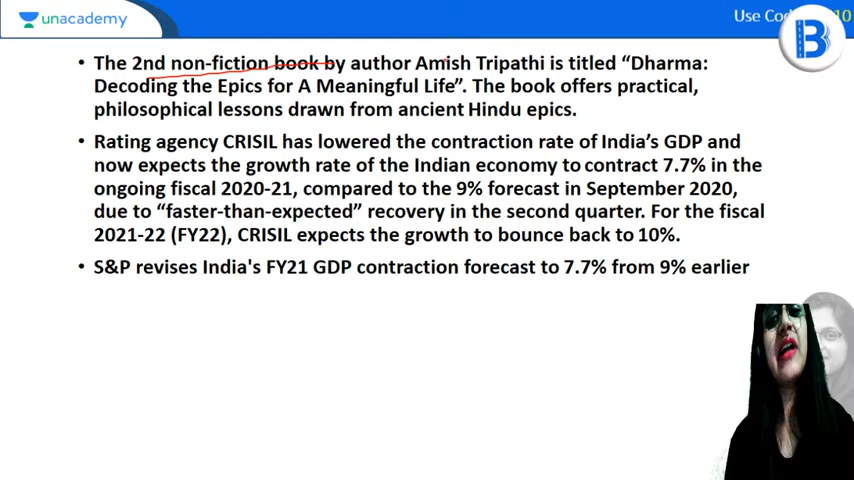 unacademy
Use Co
10
B
• The 2nd non-fiction book by author Amish Tripathi is titled “Dharma:
Decoding the Epics for A Meaningful Life”. The book offers practical,
philosophical lessons drawn from ancient Hindu epics.
• Rating agency CRISIL has lowered the contraction rate of India’s GDP and
now expects the growth rate of the Indian economy to contract 7.7% in the
ongoing fiscal 2020-21, compared to the 9% forecast in September 2020,
due to “faster-than-expected” recovery in the second quarter. For the fiscal
2021-22 (FY22), CRISIL expects the growth to bounce back to 10%.
• S&P revises India's FY21 GDP contraction forecast to 7.7% from 9% earlier